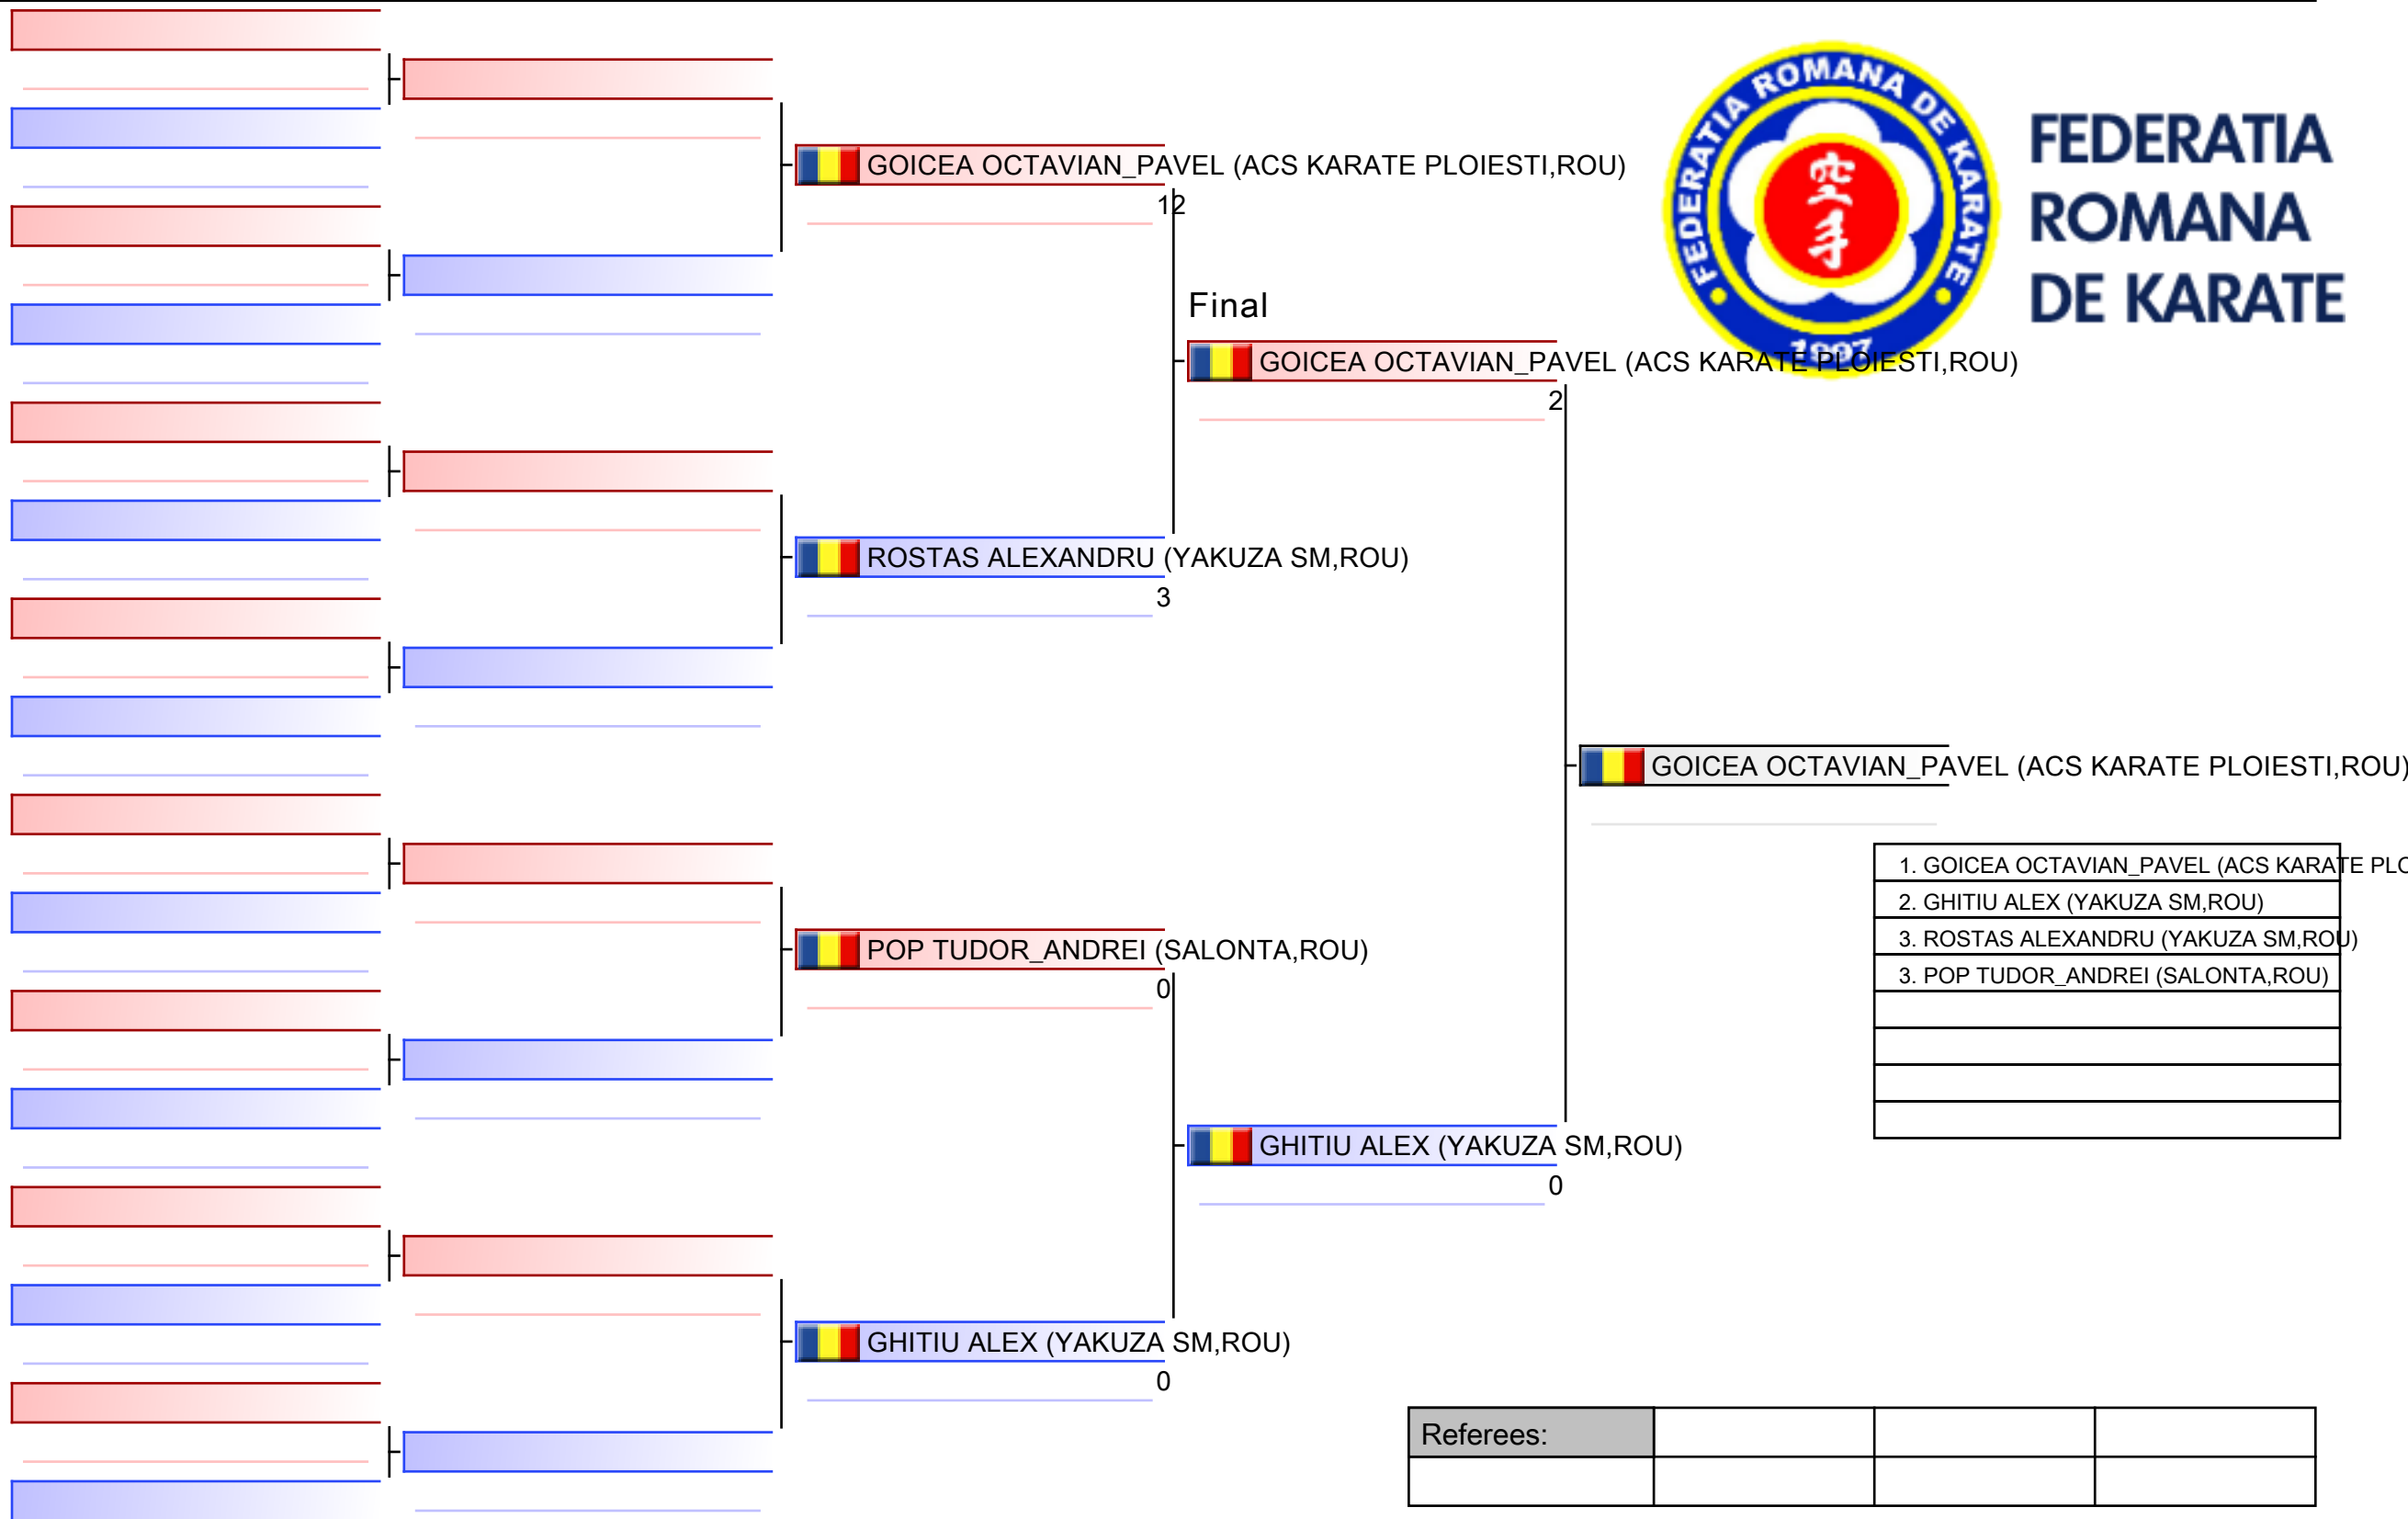 FEDERATIA ROMANA DE KARATE
空手
1997
FEDERATIA
ROMANA
DE KARATE
GOICEA OCTAVIAN_PAVEL (ACS KARATE PLOIESTI,ROU)
12
Final
GOICEA OCTAVIAN_PAVEL (ACS KARATE PLOIESTI,ROU)
2
ROSTAS ALEXANDRU (YAKUZA SM,ROU)
3
GOICEA OCTAVIAN_PAVEL (ACS KARATE PLOIESTI,ROU)
1. GOICEA OCTAVIAN_PAVEL (ACS KARATE PLO
2. GHITIU ALEX (YAKUZA SM,ROU)
3. ROSTAS ALEXANDRU (YAKUZA SM,ROU)
3. POP TUDOR_ANDREI (SALONTA,ROU)
POP TUDOR_ANDREI (SALONTA,ROU)
0
GHITIU ALEX (YAKUZA SM,ROU)
0
GHITIU ALEX (YAKUZA SM,ROU)
0
Referees: